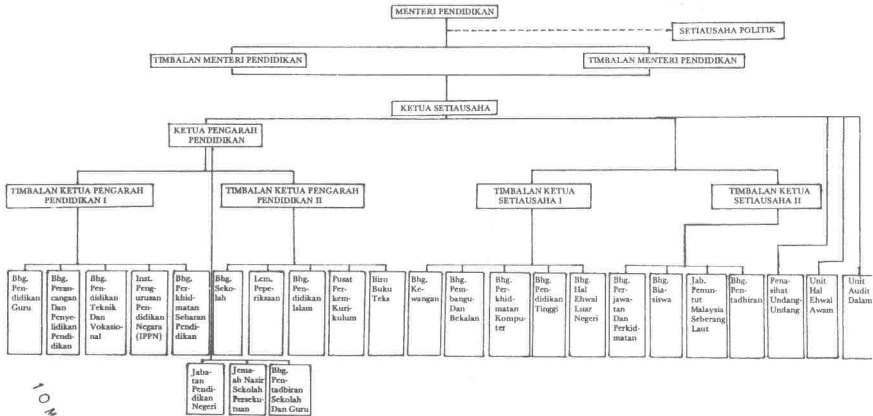 MENTERI PENDIDIKAN
SETIAUSAHA POLITIK
TIMBALAN MENTERI PENDIDIKAN
TIMBALAN MENTERI PENDIDIKAN
KETUA SETIAUSAHA
KETUA PENGARAH
PENDIDIKAN
TIMBALAN KETUA PENGARAH
PENDIDIKAN I
TIMBALAN KETUA PENGARAH
PENDIDIKAN II
TIMBALAN KETUA
SETIAUSAHA I
TIMBALAN KETUA
SETIAUSAHA II
Bhg.
Pen-
didikan
Guru
Bhg.
Peran-
cangan
Dan
Penye-
lidikan
Pendi-
dikan
Bhg.
Pen-
didikan
Teknik
Dan
Vokasio-
nal
Inst.
Peng-
urusan
Pen-
didikan
Negara
(IPPN)
Bhg.
Per-
khid-
matan
Sebaran
Pendi-
dikan
Bhg.
Seko-
lah
Lem.
Pepe-
riksaan
Bhg.
Pen-
didikan
Islam
Pusat
Per-
kem-
Kuri-
kulum
Biro
Buku
Teks
Bhg.
Ke-
wangan
Bhg.
Pem-
bangu-
Dan
Bekalan
Bhg.
Per-
khid-
matan
Kompu-
ter
Bhg.
Pen-
didikan
Tinggi
Bhg.
Hal
Ehwal
Luar
Negeri
Bhg.
Per-
jawa-
tan
Dan
Perkid-
matan
Bhg.
Bia-
siswa
Jab.
Penun-
tut
Malaysia
Seberang
Laut
Bhg.
Pen-
tadbiran
Pena-
sihat
Undang-
Undang
Unit
Hal
Ehwal
Awam
Unit
Audit
Dalam
Jaba-
tan
Pendi-
dikan
Negeri
Jema-
ah Nazir
Sekolah
Perseku-
tuan
Bhg.
Pen-
tadbiran
Sekolah
Dan Guru